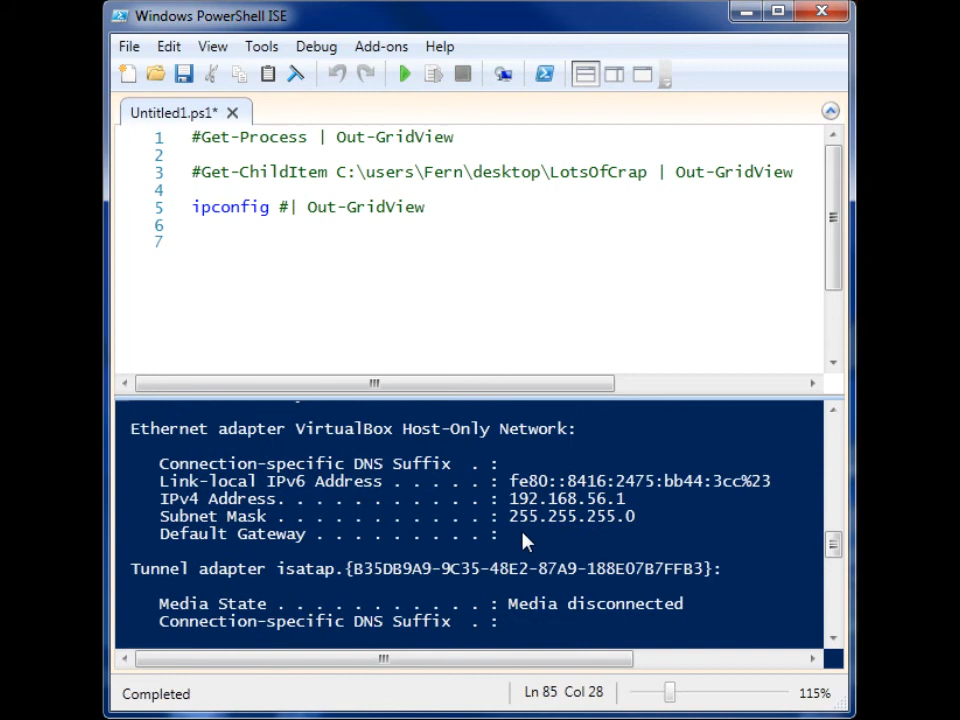 Windows PowerShell ISE
File Edit View Tools Debug Add-ons Help
Untitled1.ps1*
1 #Get-Process | Out-GridView
2
3 #Get-ChildItem C:\users\Fern\desktop\LotsOfCrap | Out-GridView
4
5 ipconfig #| Out-GridView
6
7
Ethernet adapter VirtualBox Host-Only Network:
Connection-specific DNS Suffix . :
Link-local IPv6 Address . . . . . : fe80::8416:2475:bb44:3cc%23
IPv4 Address. . . . . . . . . . . : 192.168.56.1
Subnet Mask . . . . . . . . . . . : 255.255.255.0
Default Gateway . . . . . . . . . :
Tunnel adapter isatap.{B35DB9A9-9C35-48E2-87A9-188E07B7FFB3}:
Media State . . . . . . . . . . . : Media disconnected
Connection-specific DNS Suffix . :
Completed
Ln 85 Col 28
115%